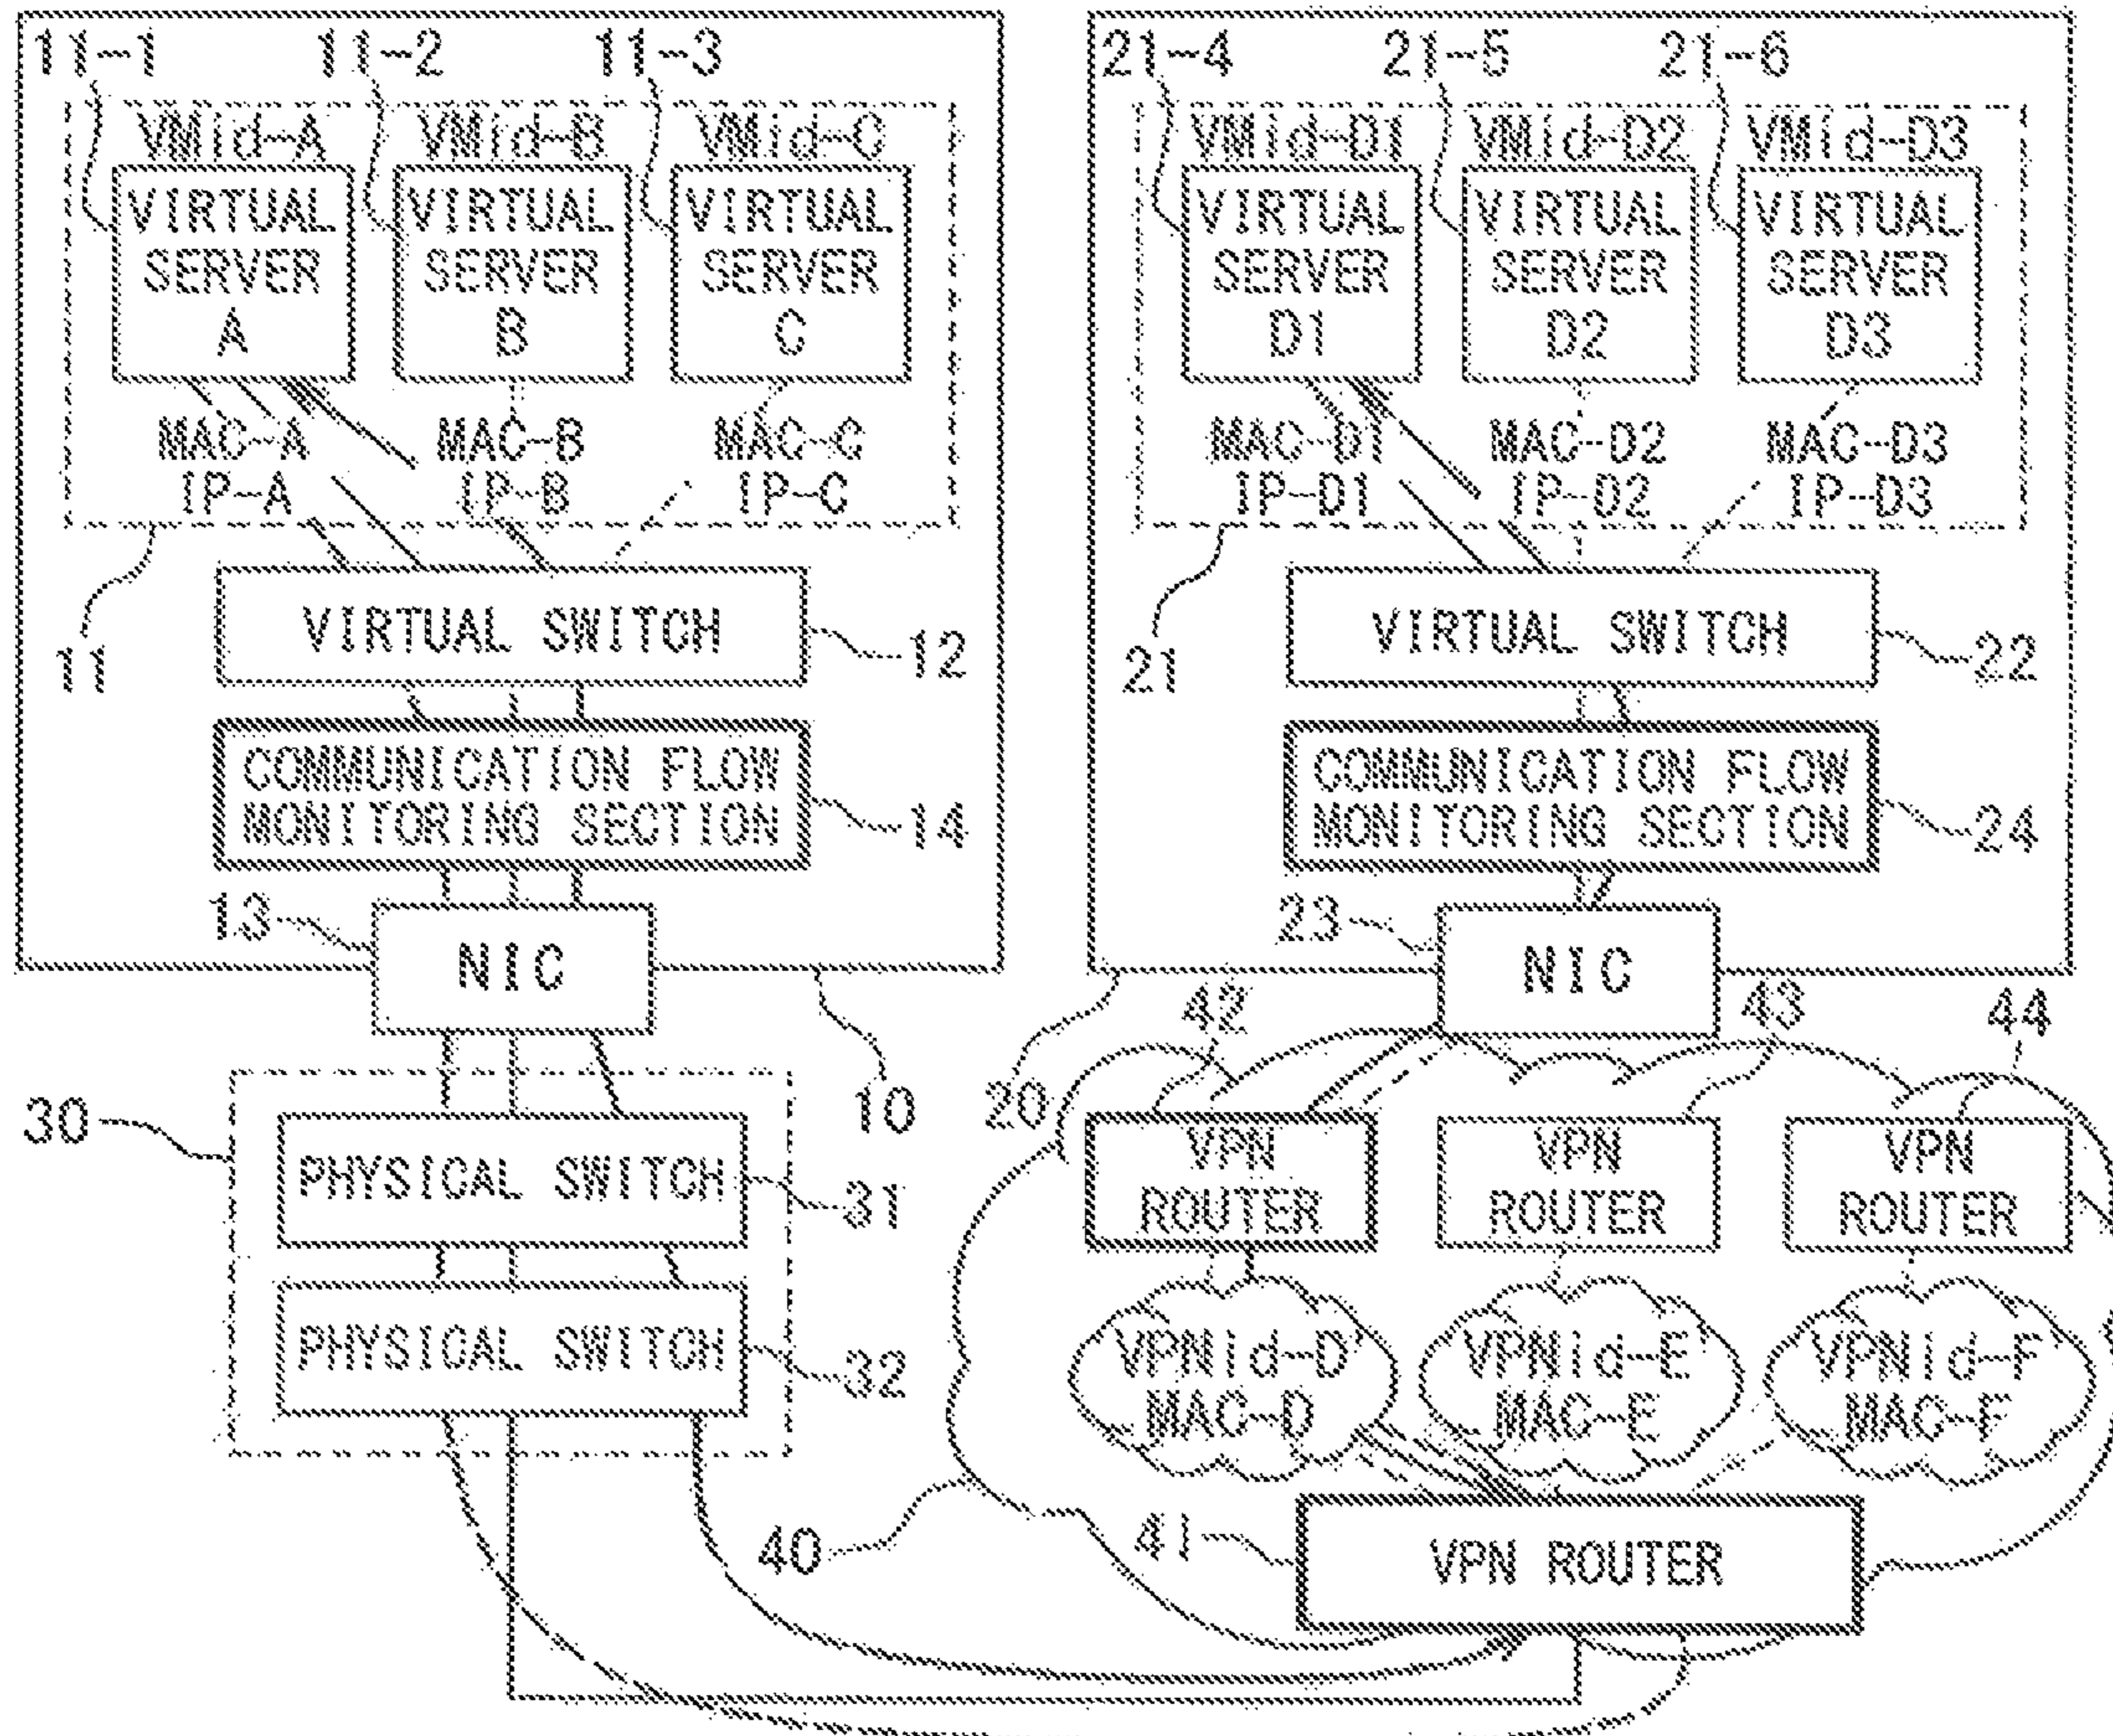 11-1
11-2
11-3
VMid-A
VMid-B
VMid-C
VIRTUAL
SERVER
A
VIRTUAL
SERVER
B
VIRTUAL
SERVER
C
MAC-A
IP-A
MAC-B
IP-B
MAC-C
IP-C
11
VIRTUAL SWITCH
12
COMMUNICATION FLOW
MONITORING SECTION
14
13
NIC
10
30
PHYSICAL SWITCH
31
PHYSICAL SWITCH
32
21-4
21-5
21-6
VMid-D1
VMid-D2
VMid-D3
VIRTUAL
SERVER
D1
VIRTUAL
SERVER
D2
VIRTUAL
SERVER
D3
MAC-D1
IP-D1
MAC-D2
IP-D2
MAC-D3
IP-D3
21
VIRTUAL SWITCH
22
COMMUNICATION FLOW
MONITORING SECTION
24
23
NIC
20
42
43
44
VPN
ROUTER
VPN
ROUTER
VPN
ROUTER
VPNid-D
MAC-D
VPNid-E
MAC-E
VPNid-F
MAC-F
40
41
VPN ROUTER